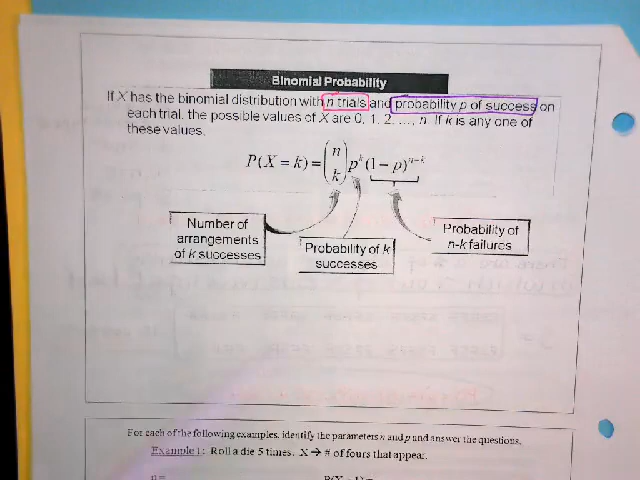 Binomial Probability
If X has the binomial distribution with n trials and probability p of success on
each trial, the possible values of X are 0, 1, 2, ..., n. If k is any one of
these values,
P(X = k) = (n k) p^k (1 − p)^{n−k}
Number of
arrangements
of k successes
Probability of k
successes
Probability of
n-k failures
For each of the following examples, identify the parameters n and p and answer the questions.
Example 1: Roll a die 5 times. X → # of fours that appear.
n=